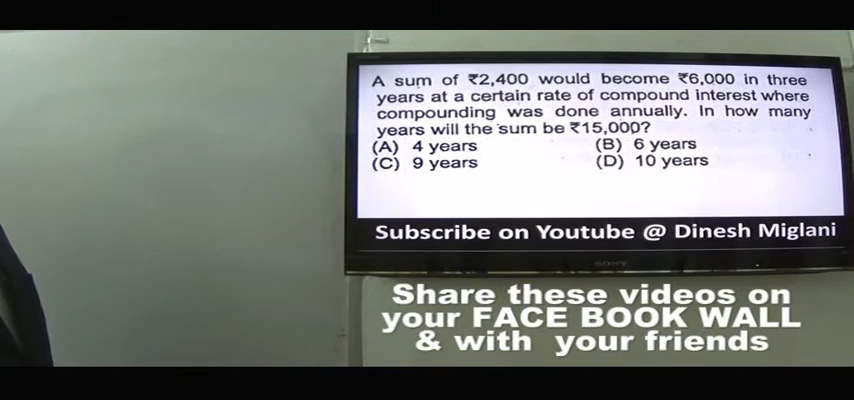 A sum of ₹2,400 would become ₹6,000 in three
years at a certain rate of compound interest where
compounding was done annually. In how many
years will the sum be ₹15,000?
(A) 4 years (B) 6 years
(C) 9 years (D) 10 years
Subscribe on Youtube @ Dinesh Miglani
SONY
Share these videos on
your FACE BOOK WALL
& with your friends